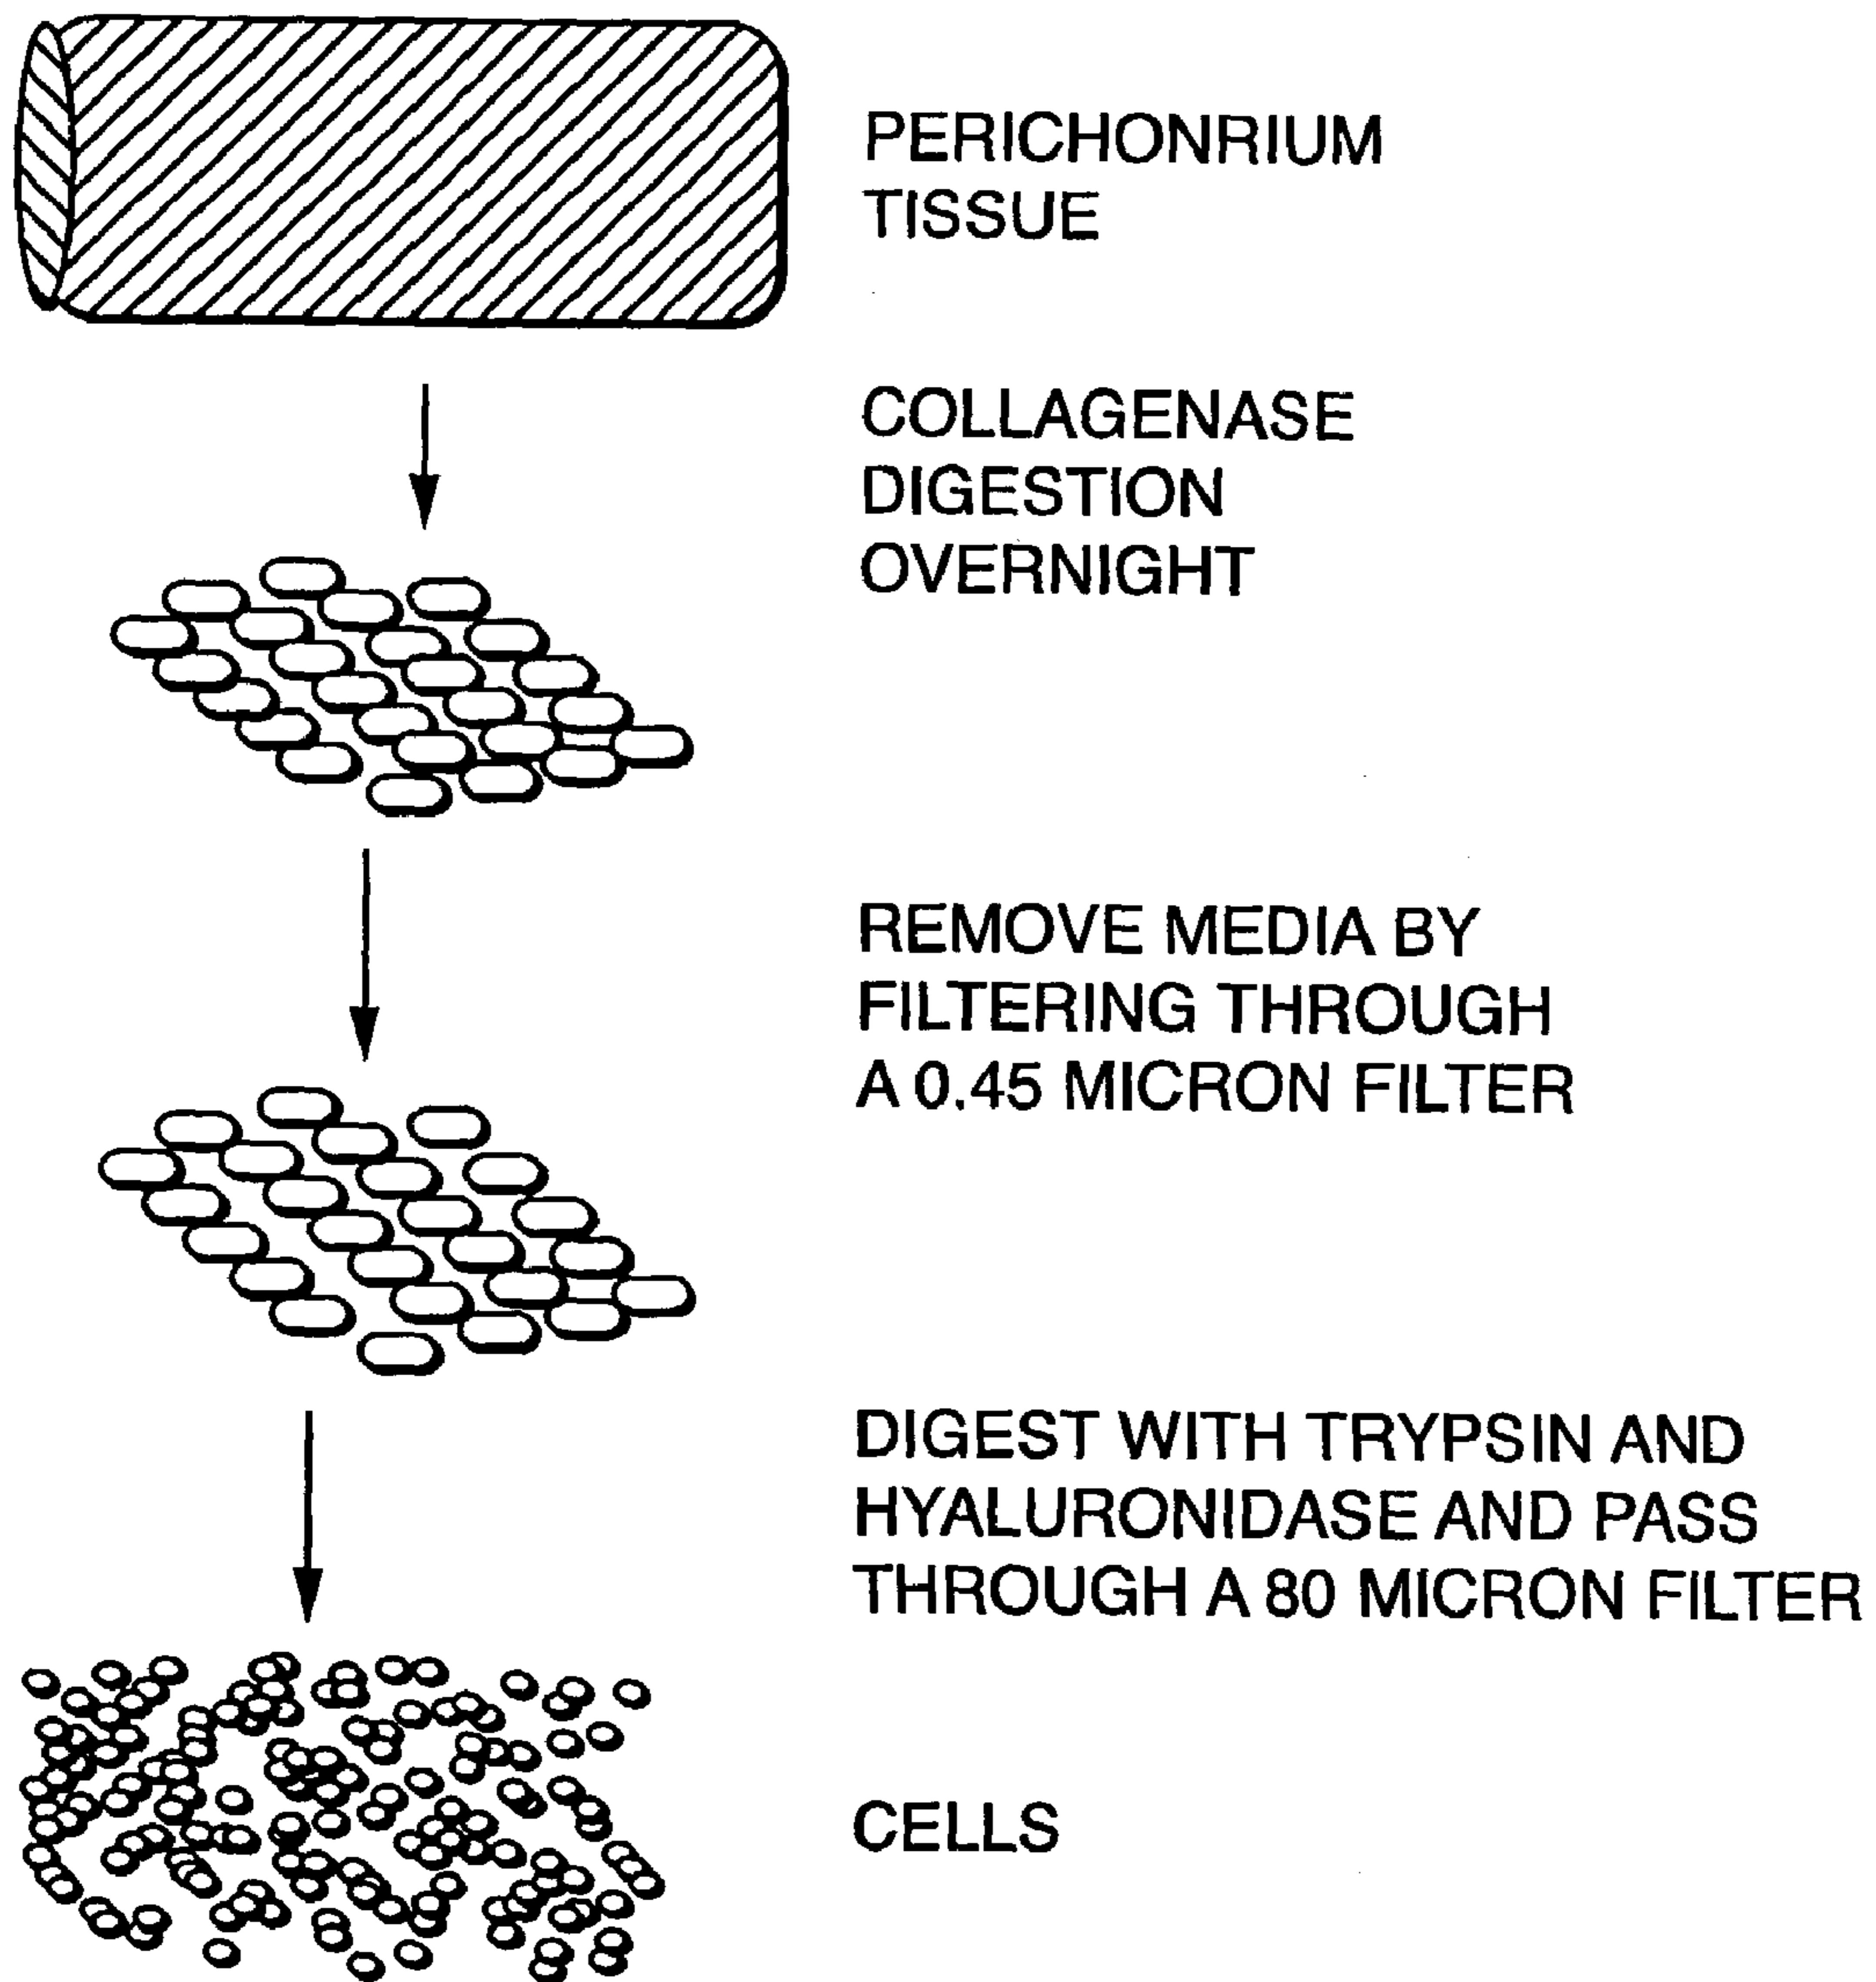 PERICHONRIUM
TISSUE
COLLAGENASE
DIGESTION
OVERNIGHT
REMOVE MEDIA BY
FILTERING THROUGH
A 0.45 MICRON FILTER
DIGEST WITH TRYPSIN AND
HYALURONIDASE AND PASS
THROUGH A 80 MICRON FILTER
CELLS